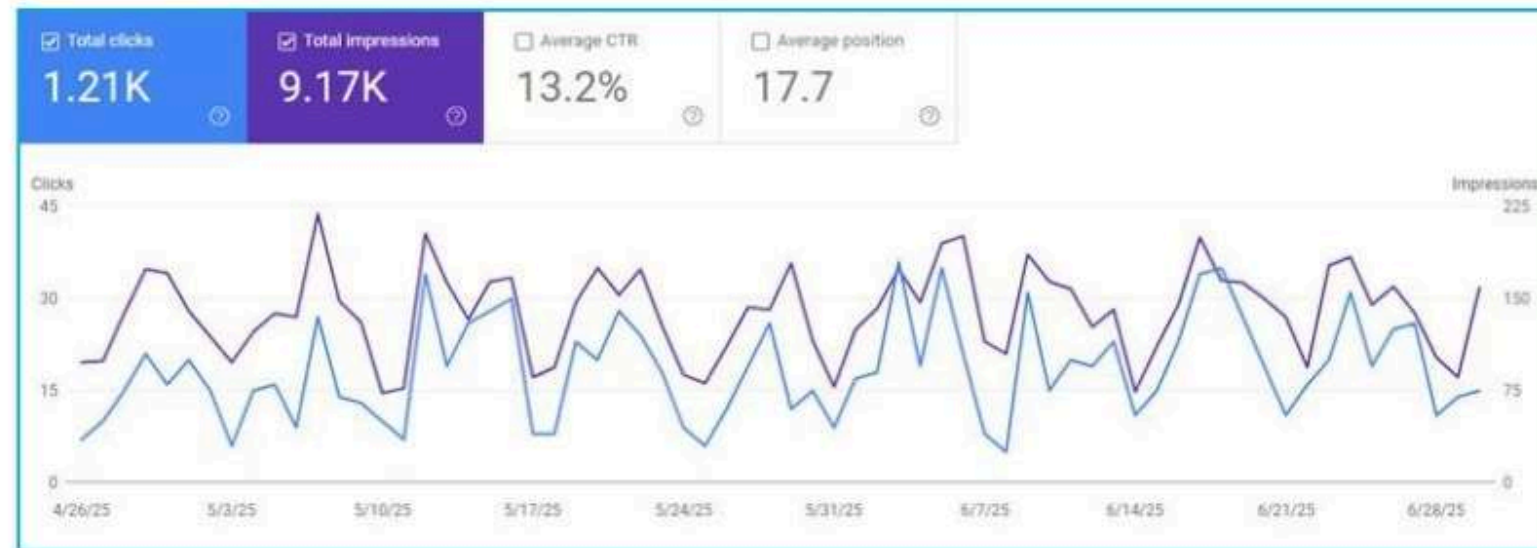 Total clicks
1.21K
Total impressions
9.17K
Average CTR
13.2%
Average position
17.7
Clicks
Impressions
45
225
30
150
15
75
0
0
4/26/25 5/3/25 5/10/25 5/17/25 5/24/25 5/31/25 6/7/25 6/14/25 6/21/25 6/28/25